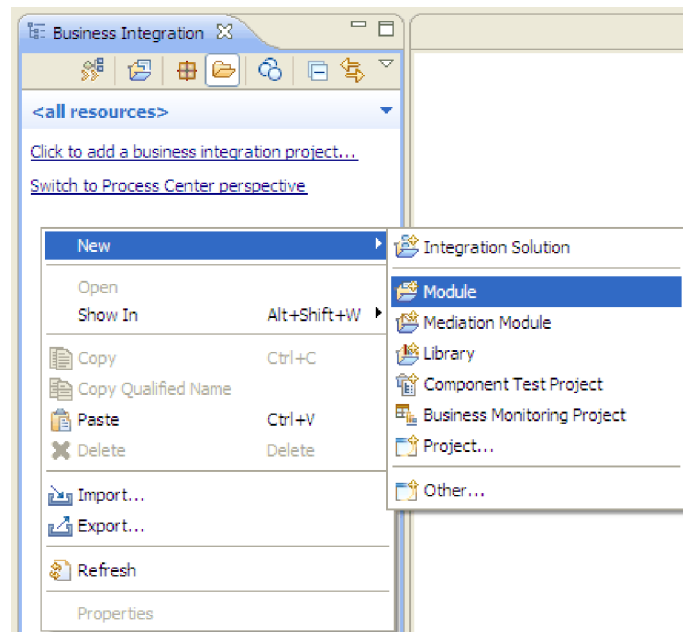 Business Integration
<all resources>
Click to add a business integration project...
Switch to Process Center perspective
New
Open
Show In Alt+Shift+W
Copy Ctrl+C
Copy Qualified Name
Paste Ctrl+V
Delete Delete
Import...
Export...
Refresh
Properties
Integration Solution
Module
Mediation Module
Library
Component Test Project
Business Monitoring Project
Project...
Other...